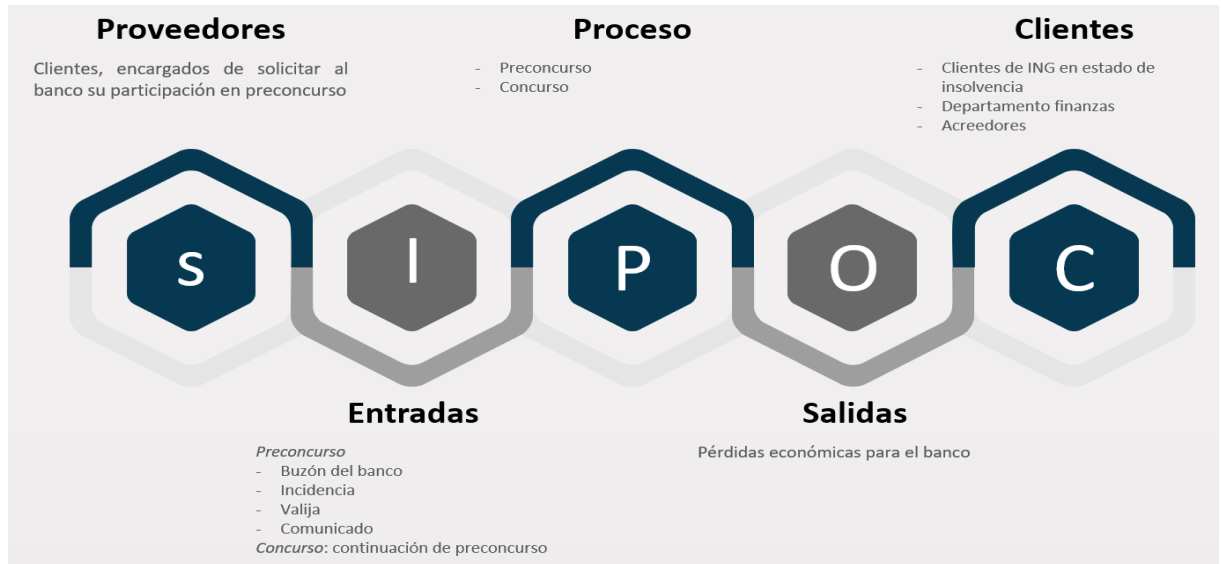 Proveedores
Clientes, encargados de solicitar al
banco su participación en preconcurso
Proceso
- Preconcurso
- Concurso
Clientes
- Clientes de ING en estado de
insolvencia
- Departamento finanzas
- Acreedores
S
I
P
O
C
Entradas
Preconcurso
- Buzón del banco
- Incidencia
- Valija
- Comunicado
Concurso: continuación de preconcurso
Salidas
Pérdidas económicas para el banco